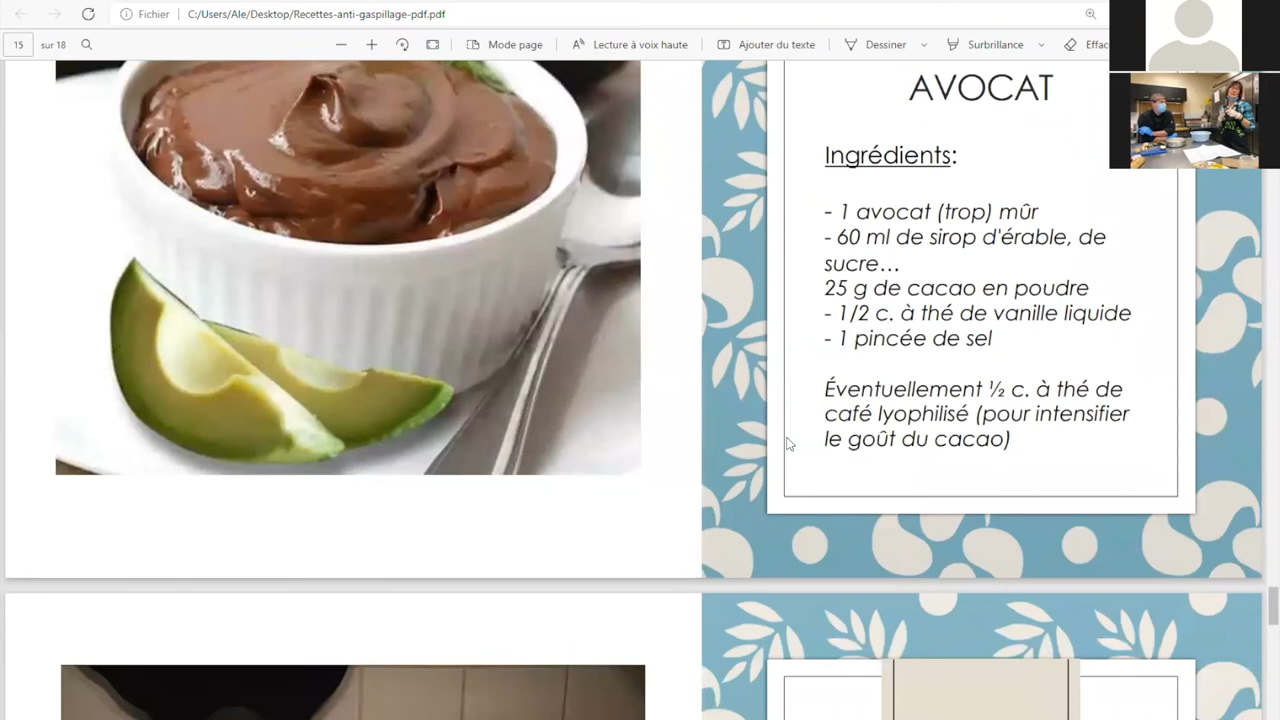 Fichier C:/Users/Ale/Desktop/Recettes-anti-gaspillage-pdf.pdf
15 sur 18 Mode page Lecture à voix haute Ajouter du texte Dessiner Surbrillance Effac
AVOCAT
Ingrédients:
- 1 avocat (trop) mûr
- 60 ml de sirop d'érable, de
sucre...
25 g de cacao en poudre
- 1/2 c. à thé de vanille liquide
- 1 pincée de sel
Éventuellement ½ c. à thé de
café lyophilisé (pour intensifier
le goût du cacao)